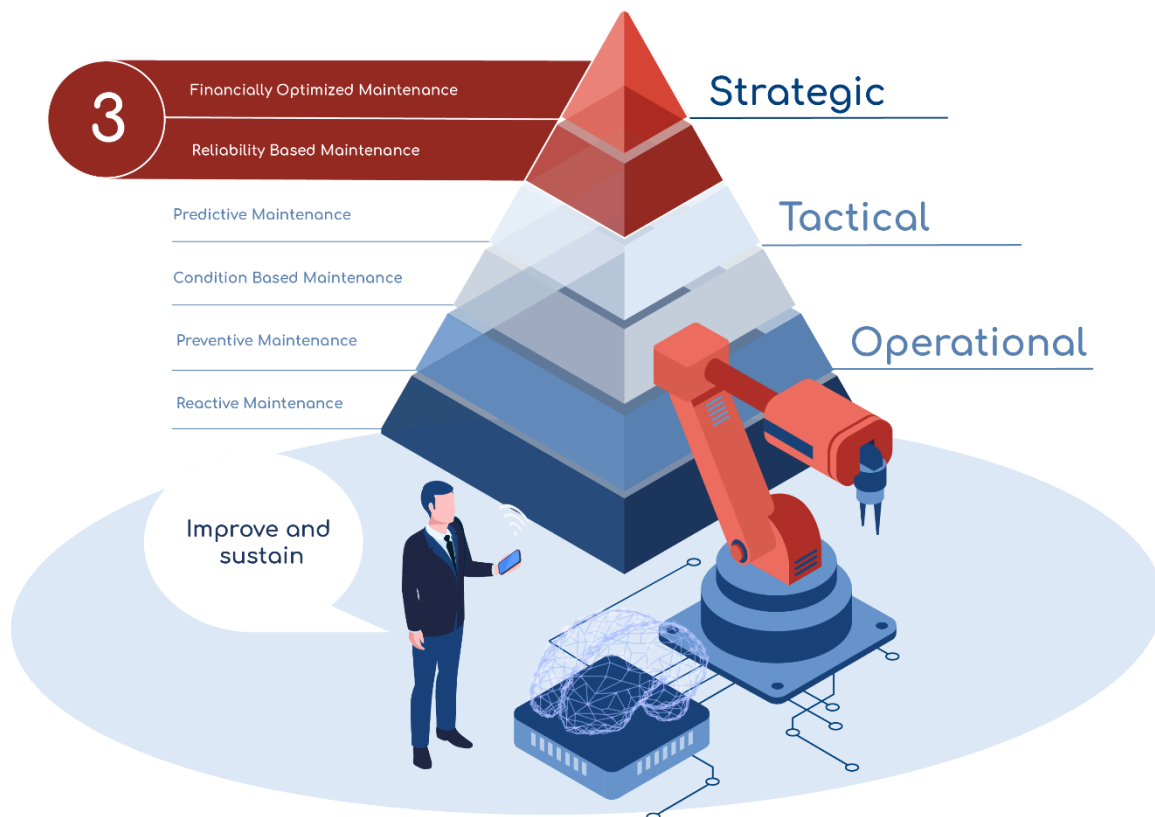 3
Financially Optimized Maintenance
Reliability Based Maintenance
Predictive Maintenance
Condition Based Maintenance
Preventive Maintenance
Reactive Maintenance
Strategic
Tactical
Operational
Improve and
sustain